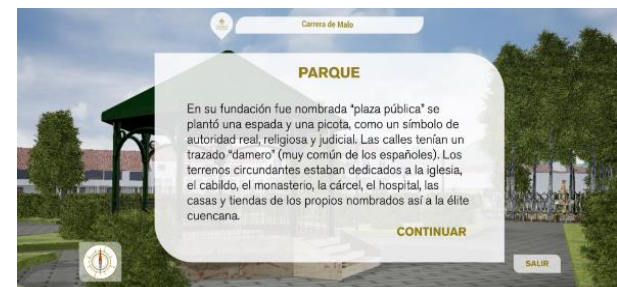 Carrera de Malo
PARQUE
En su fundación fue nombrada “plaza pública” se
plantó una espada y una picota, como un símbolo de
autoridad real, religiosa y judicial. Las calles tenían un
trazado “damero” (muy común de los españoles). Los
terrenos circundantes estaban dedicados a la iglesia,
el cabildo, el monasterio, la cárcel, el hospital, las
casas y tiendas de los propios nombrados así a la élite
cuencana.
CONTINUAR
SALIR